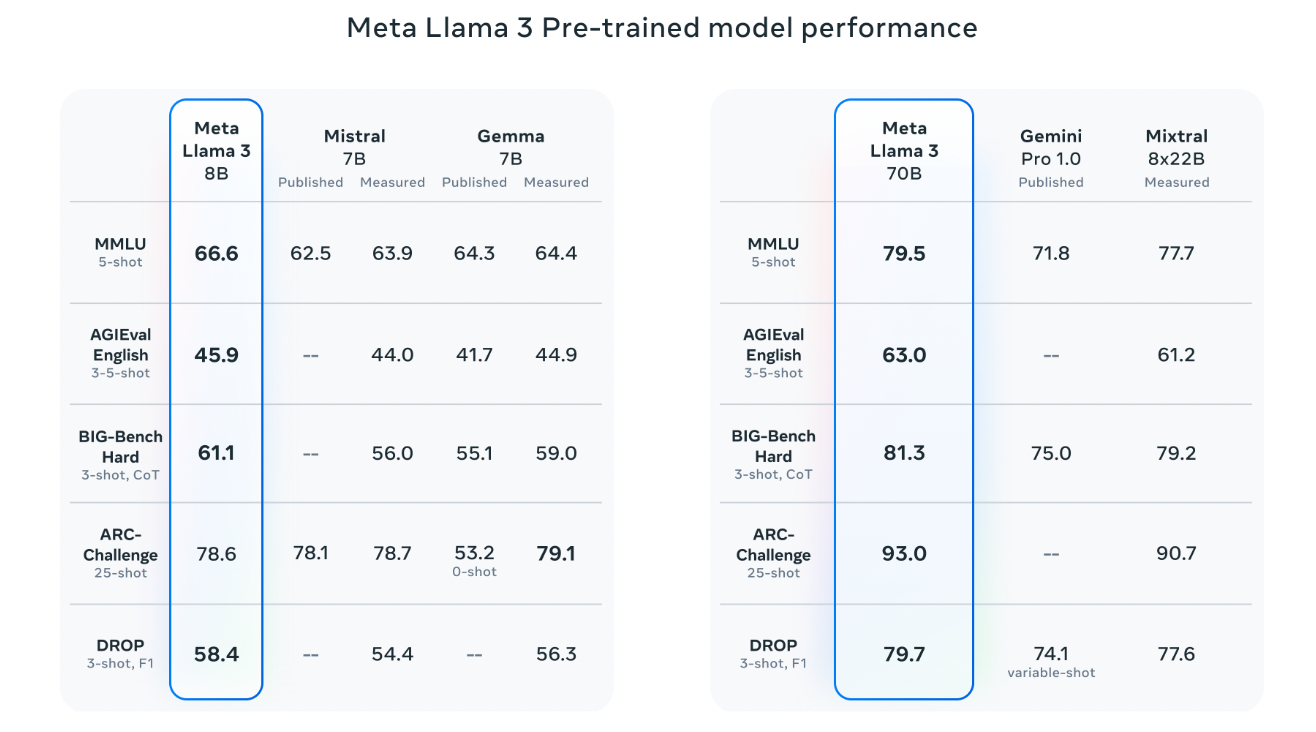 Meta Llama 3 Pre-trained model performance
Meta
Llama 3
8B
Mistral
7B
Published Measured
Gemma
7B
Published Measured
MMLU
5-shot
66.6 62.5 63.9 64.3 64.4
AGIEval
English
3-5-shot
45.9 -- 44.0 41.7 44.9
BIG-Bench
Hard
3-shot, CoT
61.1 -- 56.0 55.1 59.0
ARC-
Challenge
25-shot
78.6 78.1 78.7 53.2 79.1
0-shot
DROP
3-shot, F1
58.4 -- 54.4 -- 56.3
Meta
Llama 3
70B
Gemini
Pro 1.0
Published
Mixtral
8x22B
Measured
MMLU
5-shot
79.5 71.8 77.7
AGIEval
English
3-5-shot
63.0 -- 61.2
BIG-Bench
Hard
3-shot, CoT
81.3 75.0 79.2
ARC-
Challenge
25-shot
93.0 -- 90.7
DROP
3-shot, F1
79.7 74.1 77.6
variable-shot